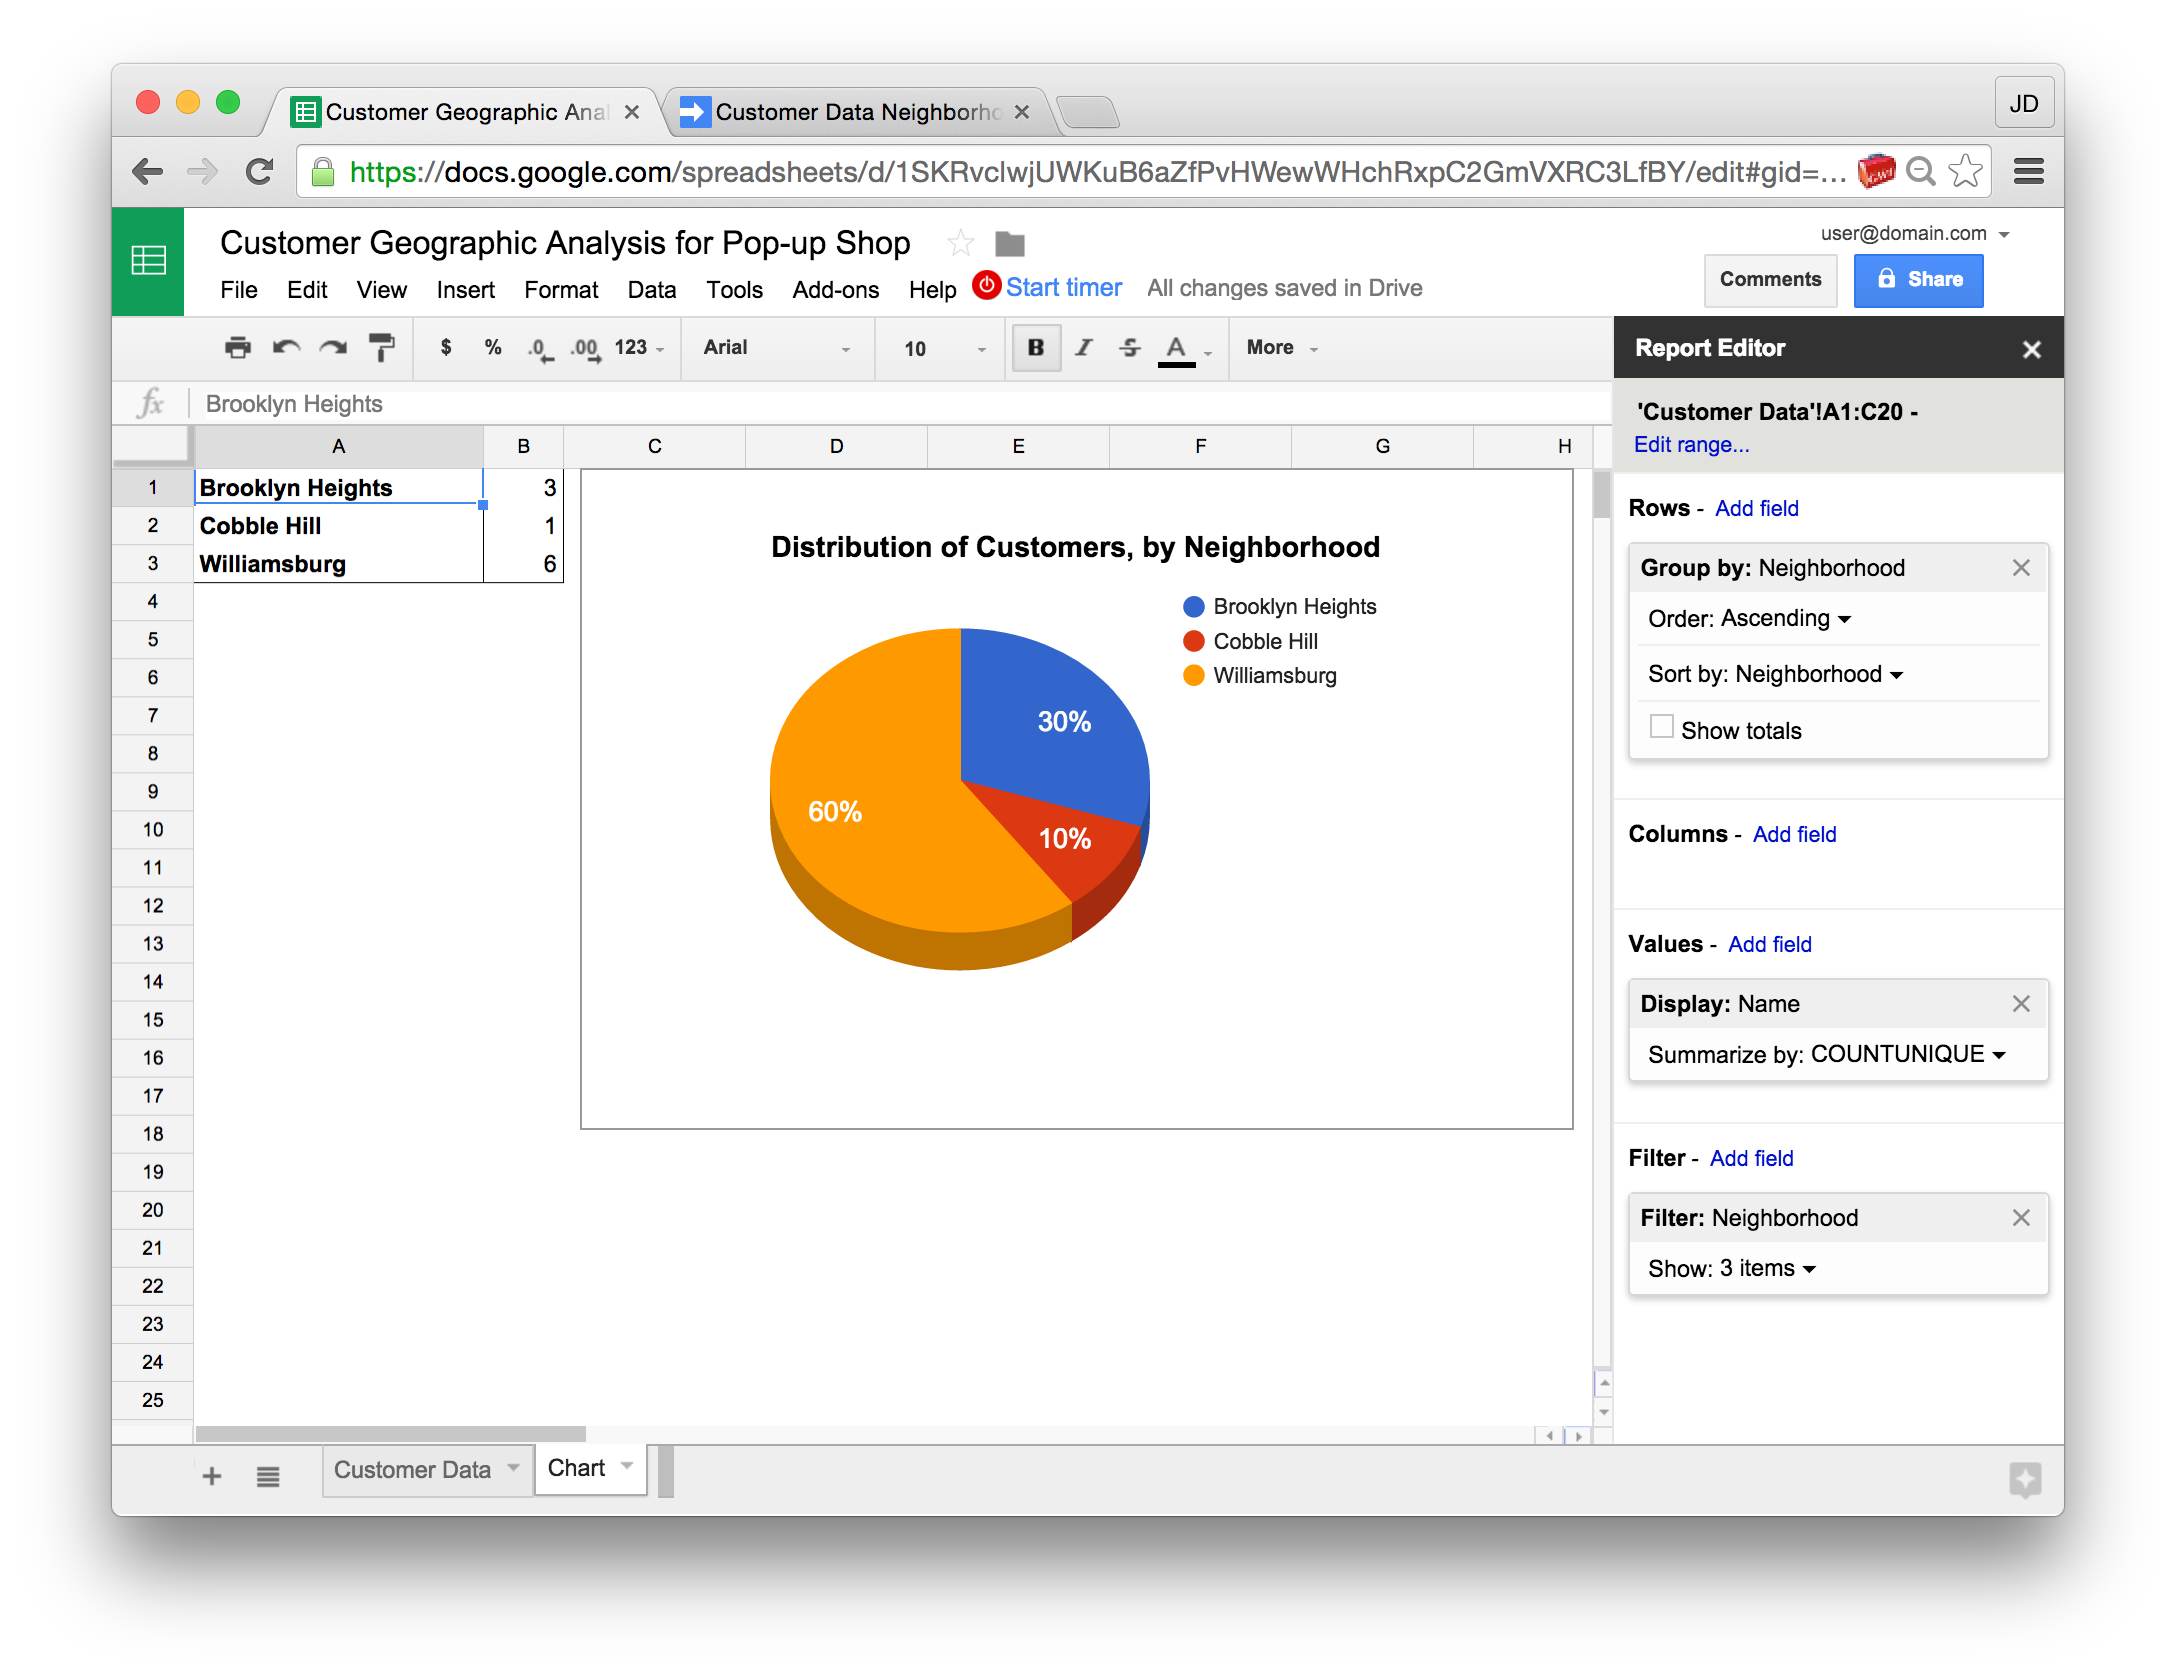 Customer Geographic Anal
Customer Data Neighborho
JD
https://docs.google.com/spreadsheets/d/1SKRvclwjUWKuB6aZfPvHWewWHchRxpC2GmVXRC3LfBY/edit#gid=...
Customer Geographic Analysis for Pop-up Shop
user@domain.com
File Edit View Insert Format Data Tools Add-ons Help Start timer All changes saved in Drive
Comments Share
$ % .0 .00 123 Arial 10 B I S A More
Report Editor
fx Brooklyn Heights
'Customer Data'!A1:C20 -
Edit range...
A B C D E F G H
1 Brooklyn Heights 3
2 Cobble Hill 1
3 Williamsburg 6
4
5
6
7
8
9
10
11
12
13
14
15
16
17
18
19
20
21
22
23
24
25
Distribution of Customers, by Neighborhood
Brooklyn Heights
Cobble Hill
Williamsburg
30%
60%
10%
Rows - Add field
Group by: Neighborhood
Order: Ascending
Sort by: Neighborhood
Show totals
Columns - Add field
Values - Add field
Display: Name
Summarize by: COUNTUNIQUE
Filter - Add field
Filter: Neighborhood
Show: 3 items
Customer Data Chart